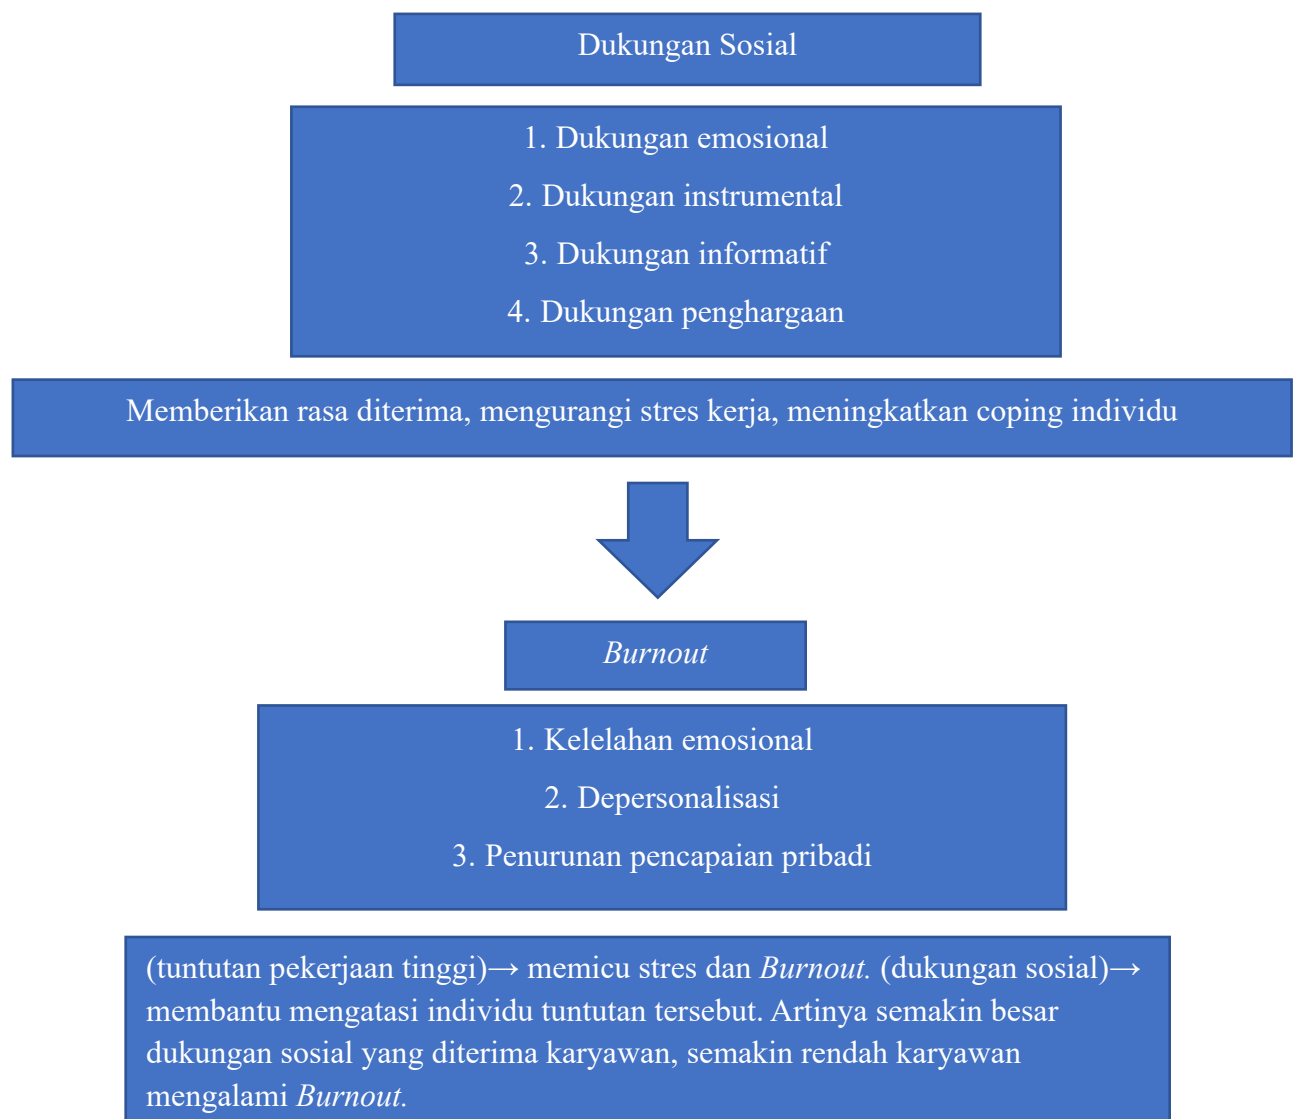 Dukungan Sosial
1. Dukungan emosional
2. Dukungan instrumental
3. Dukungan informatif
4. Dukungan penghargaan
Memberikan rasa diterima, mengurangi stres kerja, meningkatkan coping individu
Burnout
1. Kelelahan emosional
2. Depersonalisasi
3. Penurunan pencapaian pribadi
(tuntutan pekerjaan tinggi)→ memicu stres dan Burnout. (dukungan sosial)→
membantu mengatasi individu tuntutan tersebut. Artinya semakin besar
dukungan sosial yang diterima karyawan, semakin rendah karyawan
mengalami Burnout.